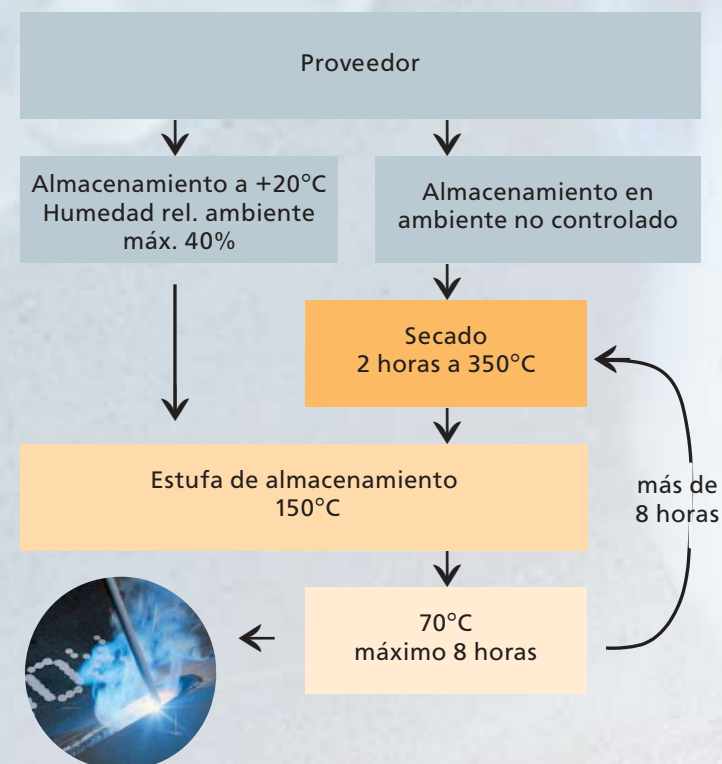 Proveedor
Almacenamiento a +20°C
Humedad rel. ambiente
máx. 40%
Almacenamiento en
ambiente no controlado
Secado
2 horas a 350°C
Estufa de almacenamiento
150°C
más de
8 horas
70°C
máximo 8 horas